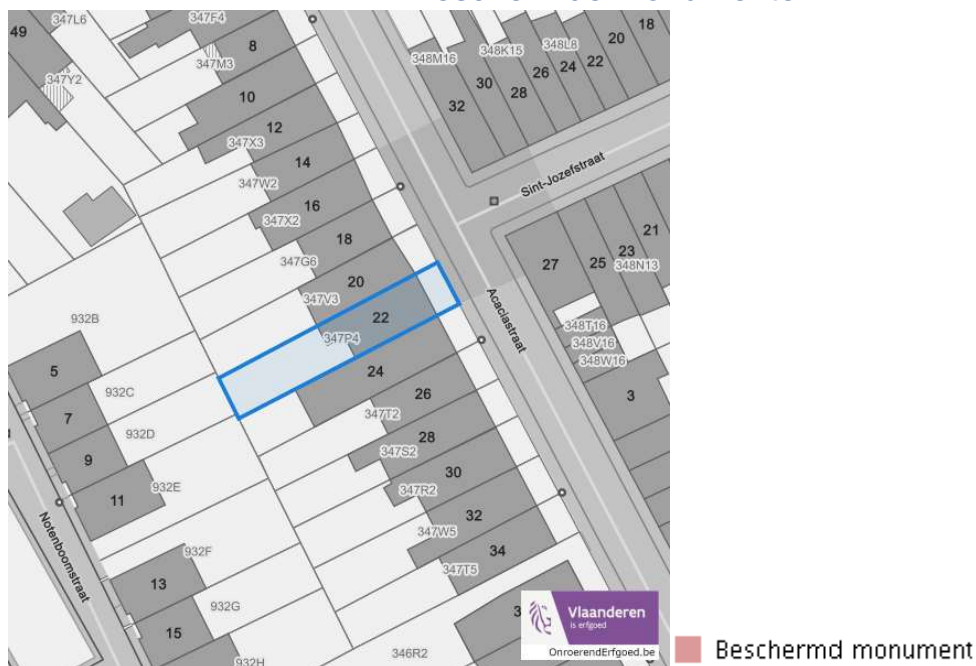 49
347L6
347F4
8
347M3
347Y2
10
12
347X3
14
347W2
16
347X2
18
347G6
20
347V3
22
347P4
24
26
347T2
28
347S2
30
347R2
32
347W5
34
347T5
346R2
932B
5
932C
7
932D
9
932E
11
932F
13
932G
15
932H
Notenboomstraat
Acaciastraat
Sint-Jozefstraat
348M16
348K15
348L8
18
20
22
24
26
28
30
32
27
25
23
21
348N13
348T16
348V16
348W16
3
Vlaanderen
is erfgoed
OnroerendErfgoed.be
Beschermd monument